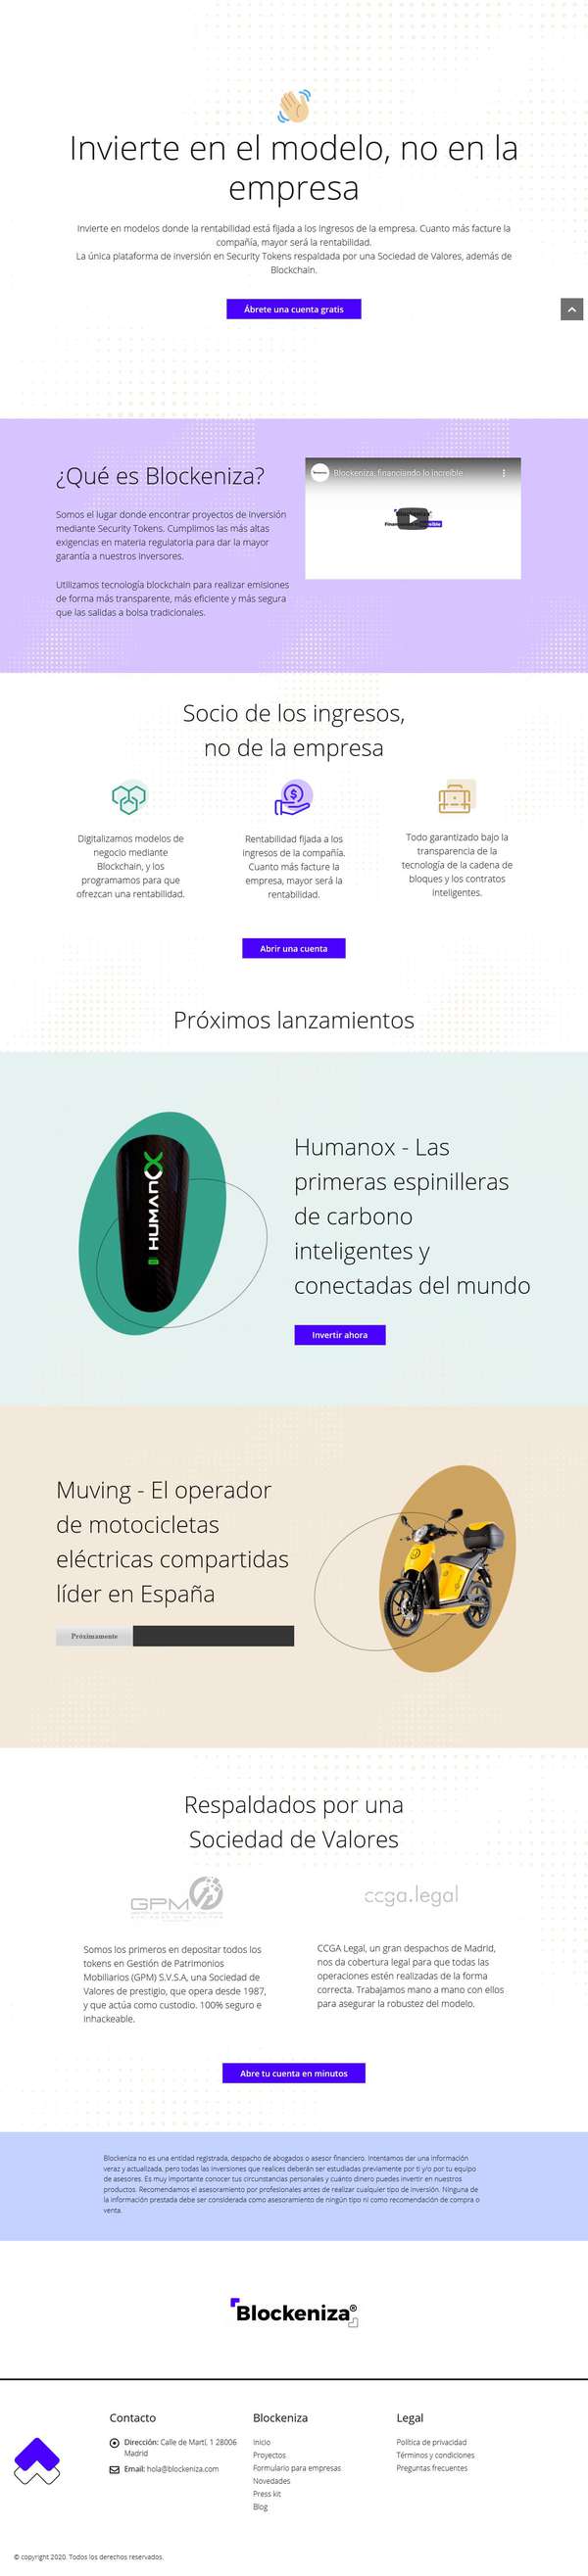 Invierte en el modelo, no en la
empresa
Invierte en modelos donde la rentabilidad está fijada a los ingresos de la empresa. Cuanto más facture la
compañía, mayor será la rentabilidad.
La única plataforma de inversión en Security Tokens respaldada por una Sociedad de Valores, además de
Blockchain.
Ábrete una cuenta gratis
¿Qué es Blockeniza?
Somos el lugar donde encontrar proyectos de inversión
mediante Security Tokens. Cumplimos las más altas
exigencias en materia regulatoria para dar la mayor
garantía a nuestros inversores.
Utilizamos tecnología blockchain para realizar emisiones
de forma más transparente, más eficiente y más segura
que las salidas a bolsa tradicionales.
Blockeniza, financiando lo increíble
Socio de los ingresos,
no de la empresa
Digitalizamos modelos de
negocio mediante
Blockchain, y los
programamos para que
ofrezcan una rentabilidad.
Rentabilidad fijada a los
ingresos de la compañía.
Cuanto más facture la
empresa, mayor será la
rentabilidad.
Todo garantizado bajo la
transparencia de la
tecnología de la cadena de
bloques y los contratos
inteligentes.
Abrir una cuenta
Próximos lanzamientos
HUMANOX
Humanox - Las
primeras espinilleras
de carbono
inteligentes y
conectadas del mundo
Invertir ahora
Muving - El operador
de motocicletas
eléctricas compartidas
líder en España
Próximamente
Respaldados por una
Sociedad de Valores
GPM
ccga.legal
Somos los primeros en depositar todos los
tokens en Gestión de Patrimonios
Mobiliarios (GPM) S.V.S.A, una Sociedad de
Valores de prestigio, que opera desde 1987,
y que actúa como custodio. 100% seguro e
inhackeable.
CCGA Legal, un gran despachos de Madrid,
nos da cobertura legal para que todas las
operaciones estén realizadas de la forma
correcta. Trabajamos mano a mano con ellos
para asegurar la robustez del modelo.
Abre tu cuenta en minutos
Blockeniza no es una entidad registrada, despacho de abogados o asesor financiero. Intentamos dar una información
veraz y actualizada, pero todas las inversiones que realices deberán ser estudiadas previamente por ti y/o por tu equipo
de asesores. Es muy importante conocer tus circunstancias personales y cuánto dinero puedes invertir en nuestros
productos. Recomendamos el asesoramiento por profesionales antes de realizar cualquier tipo de inversión. Ninguna de
la información prestada debe ser considerada como asesoramiento de ningún tipo ni como recomendación de compra o
venta.
Blockeniza®
Contacto
Dirección: Calle de Martí, 1 28006
Madrid
Email: hola@blockeniza.com
Blockeniza
Inicio
Proyectos
Formulario para empresas
Novedades
Press kit
Blog
Legal
Política de privacidad
Términos y condiciones
Preguntas frecuentes
© copyright 2020. Todos los derechos reservados.